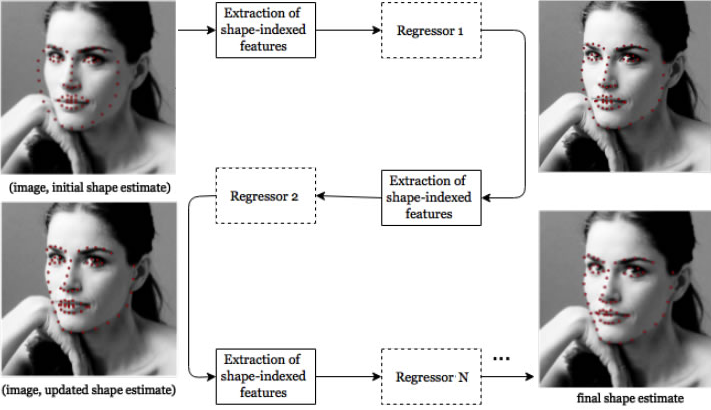 Extraction of
shape-indexed
features
Regressor 1
(image, initial shape estimate)
Regressor 2
Extraction of
shape-indexed
features
(image, updated shape estimate)
Extraction of
shape-indexed
features
Regressor N
...
final shape estimate